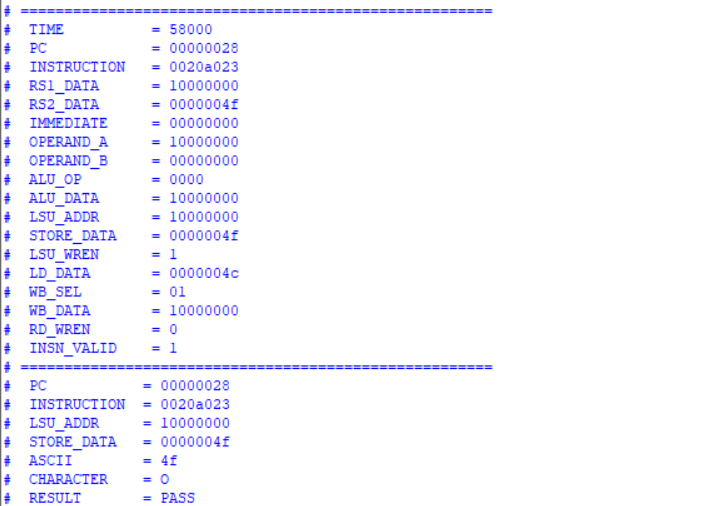 # ======================================================
# TIME = 58000
# PC = 00000028
# INSTRUCTION = 0020a023
# RS1_DATA = 10000000
# RS2_DATA = 0000004f
# IMMEDIATE = 00000000
# OPERAND_A = 10000000
# OPERAND_B = 00000000
# ALU_OP = 0000
# ALU_DATA = 10000000
# LSU_ADDR = 10000000
# STORE_DATA = 0000004f
# LSU_WREN = 1
# LD_DATA = 0000004c
# WB_SEL = 01
# WB_DATA = 10000000
# RD_WREN = 0
# INSN_VALID = 1
# ======================================================
# PC = 00000028
# INSTRUCTION = 0020a023
# LSU_ADDR = 10000000
# STORE_DATA = 0000004f
# ASCII = 4f
# CHARACTER = O
# RESULT = PASS